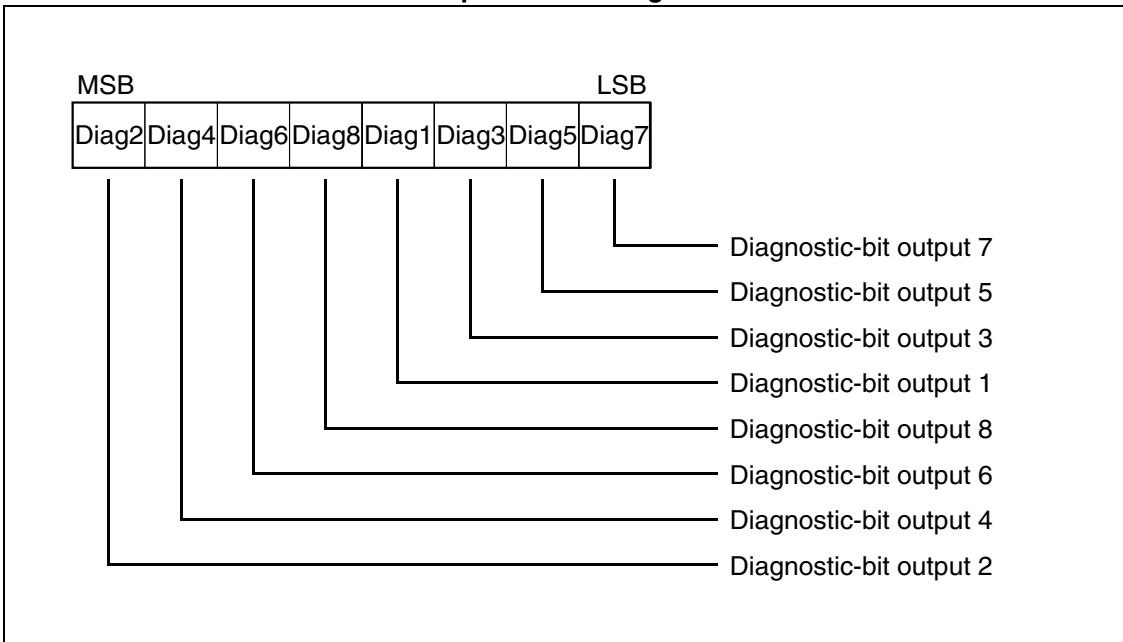 MSB LSB
Diag2 Diag4 Diag6 Diag8 Diag1 Diag3 Diag5 Diag7
Diagnostic-bit output 7
Diagnostic-bit output 5
Diagnostic-bit output 3
Diagnostic-bit output 1
Diagnostic-bit output 8
Diagnostic-bit output 6
Diagnostic-bit output 4
Diagnostic-bit output 2